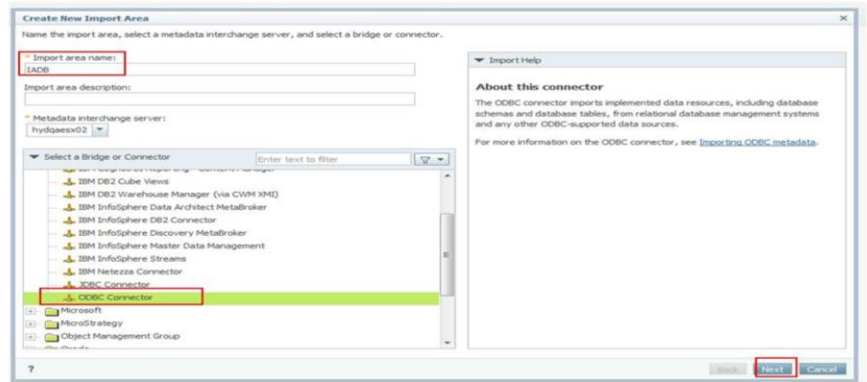 Create New Import Area
Name the import area, select a metadata interchange server, and select a bridge or connector.
* Import area name:
IADB
Import area description:
* Metadata interchange server:
hydqaesx02
Select a Bridge or Connector
Enter text to filter
IBM DB2 Cube Views
IBM DB2 Warehouse Manager (via CWM XMI)
IBM InfoSphere Data Architect MetaBroker
IBM InfoSphere DB2 Connector
IBM InfoSphere Discovery MetaBroker
IBM InfoSphere Master Data Management
IBM InfoSphere Streams
IBM Netezza Connector
JDBC Connector
ODBC Connector
Microsoft
MicroStrategy
Object Management Group
Import Help
About this connector
The ODBC connector imports implemented data resources, including database
schemas and database tables, from relational database management systems
and any other ODBC-supported data sources.
For more information on the ODBC connector, see Importing ODBC metadata.
?
Back
Next
Cancel